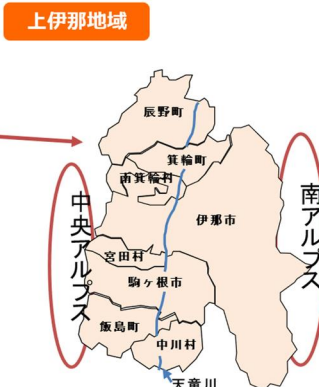 上伊那地域
辰野町
箕輪町
南箕輪村
伊那市
中央アルプス
南アルプス
宮田村
駒ヶ根市
飯島町
中川村
天竜川